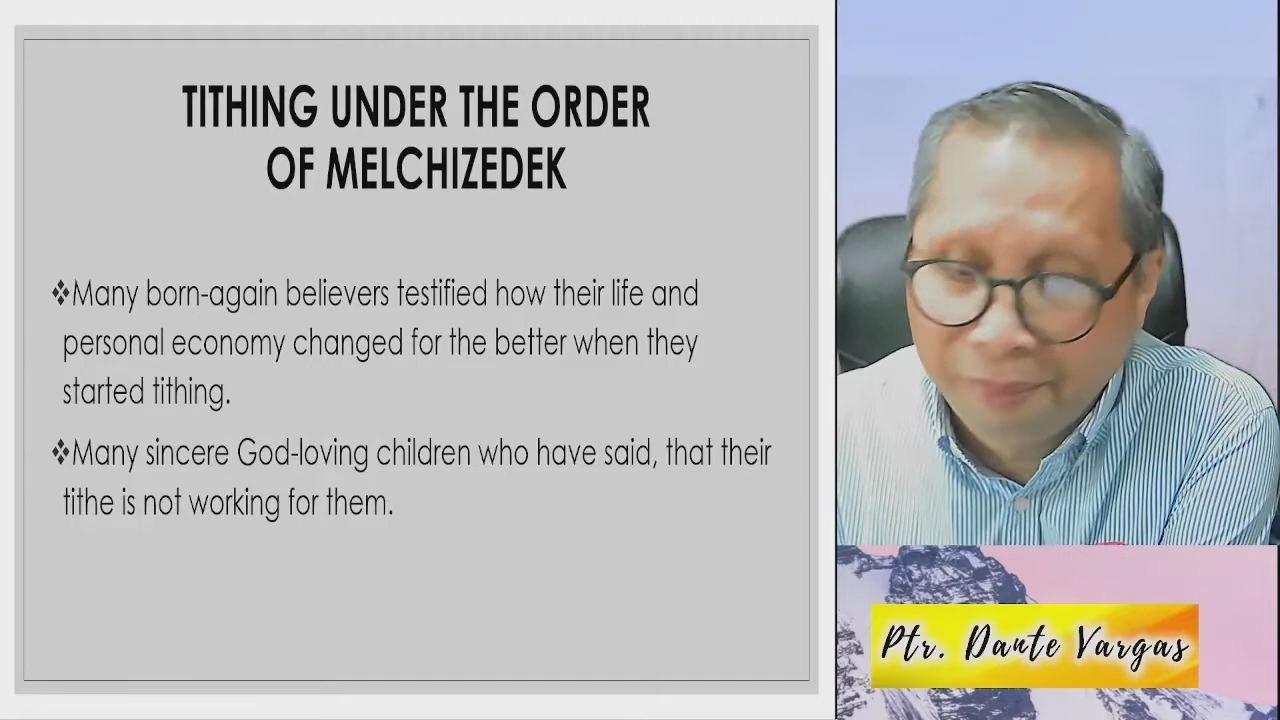 TITHING UNDER THE ORDER
OF MELCHIZEDEK
❖Many born-again believers testified how their life and
personal economy changed for the better when they
started tithing.
❖Many sincere God-loving children who have said, that their
tithe is not working for them.
Ptr. Dante Vargas